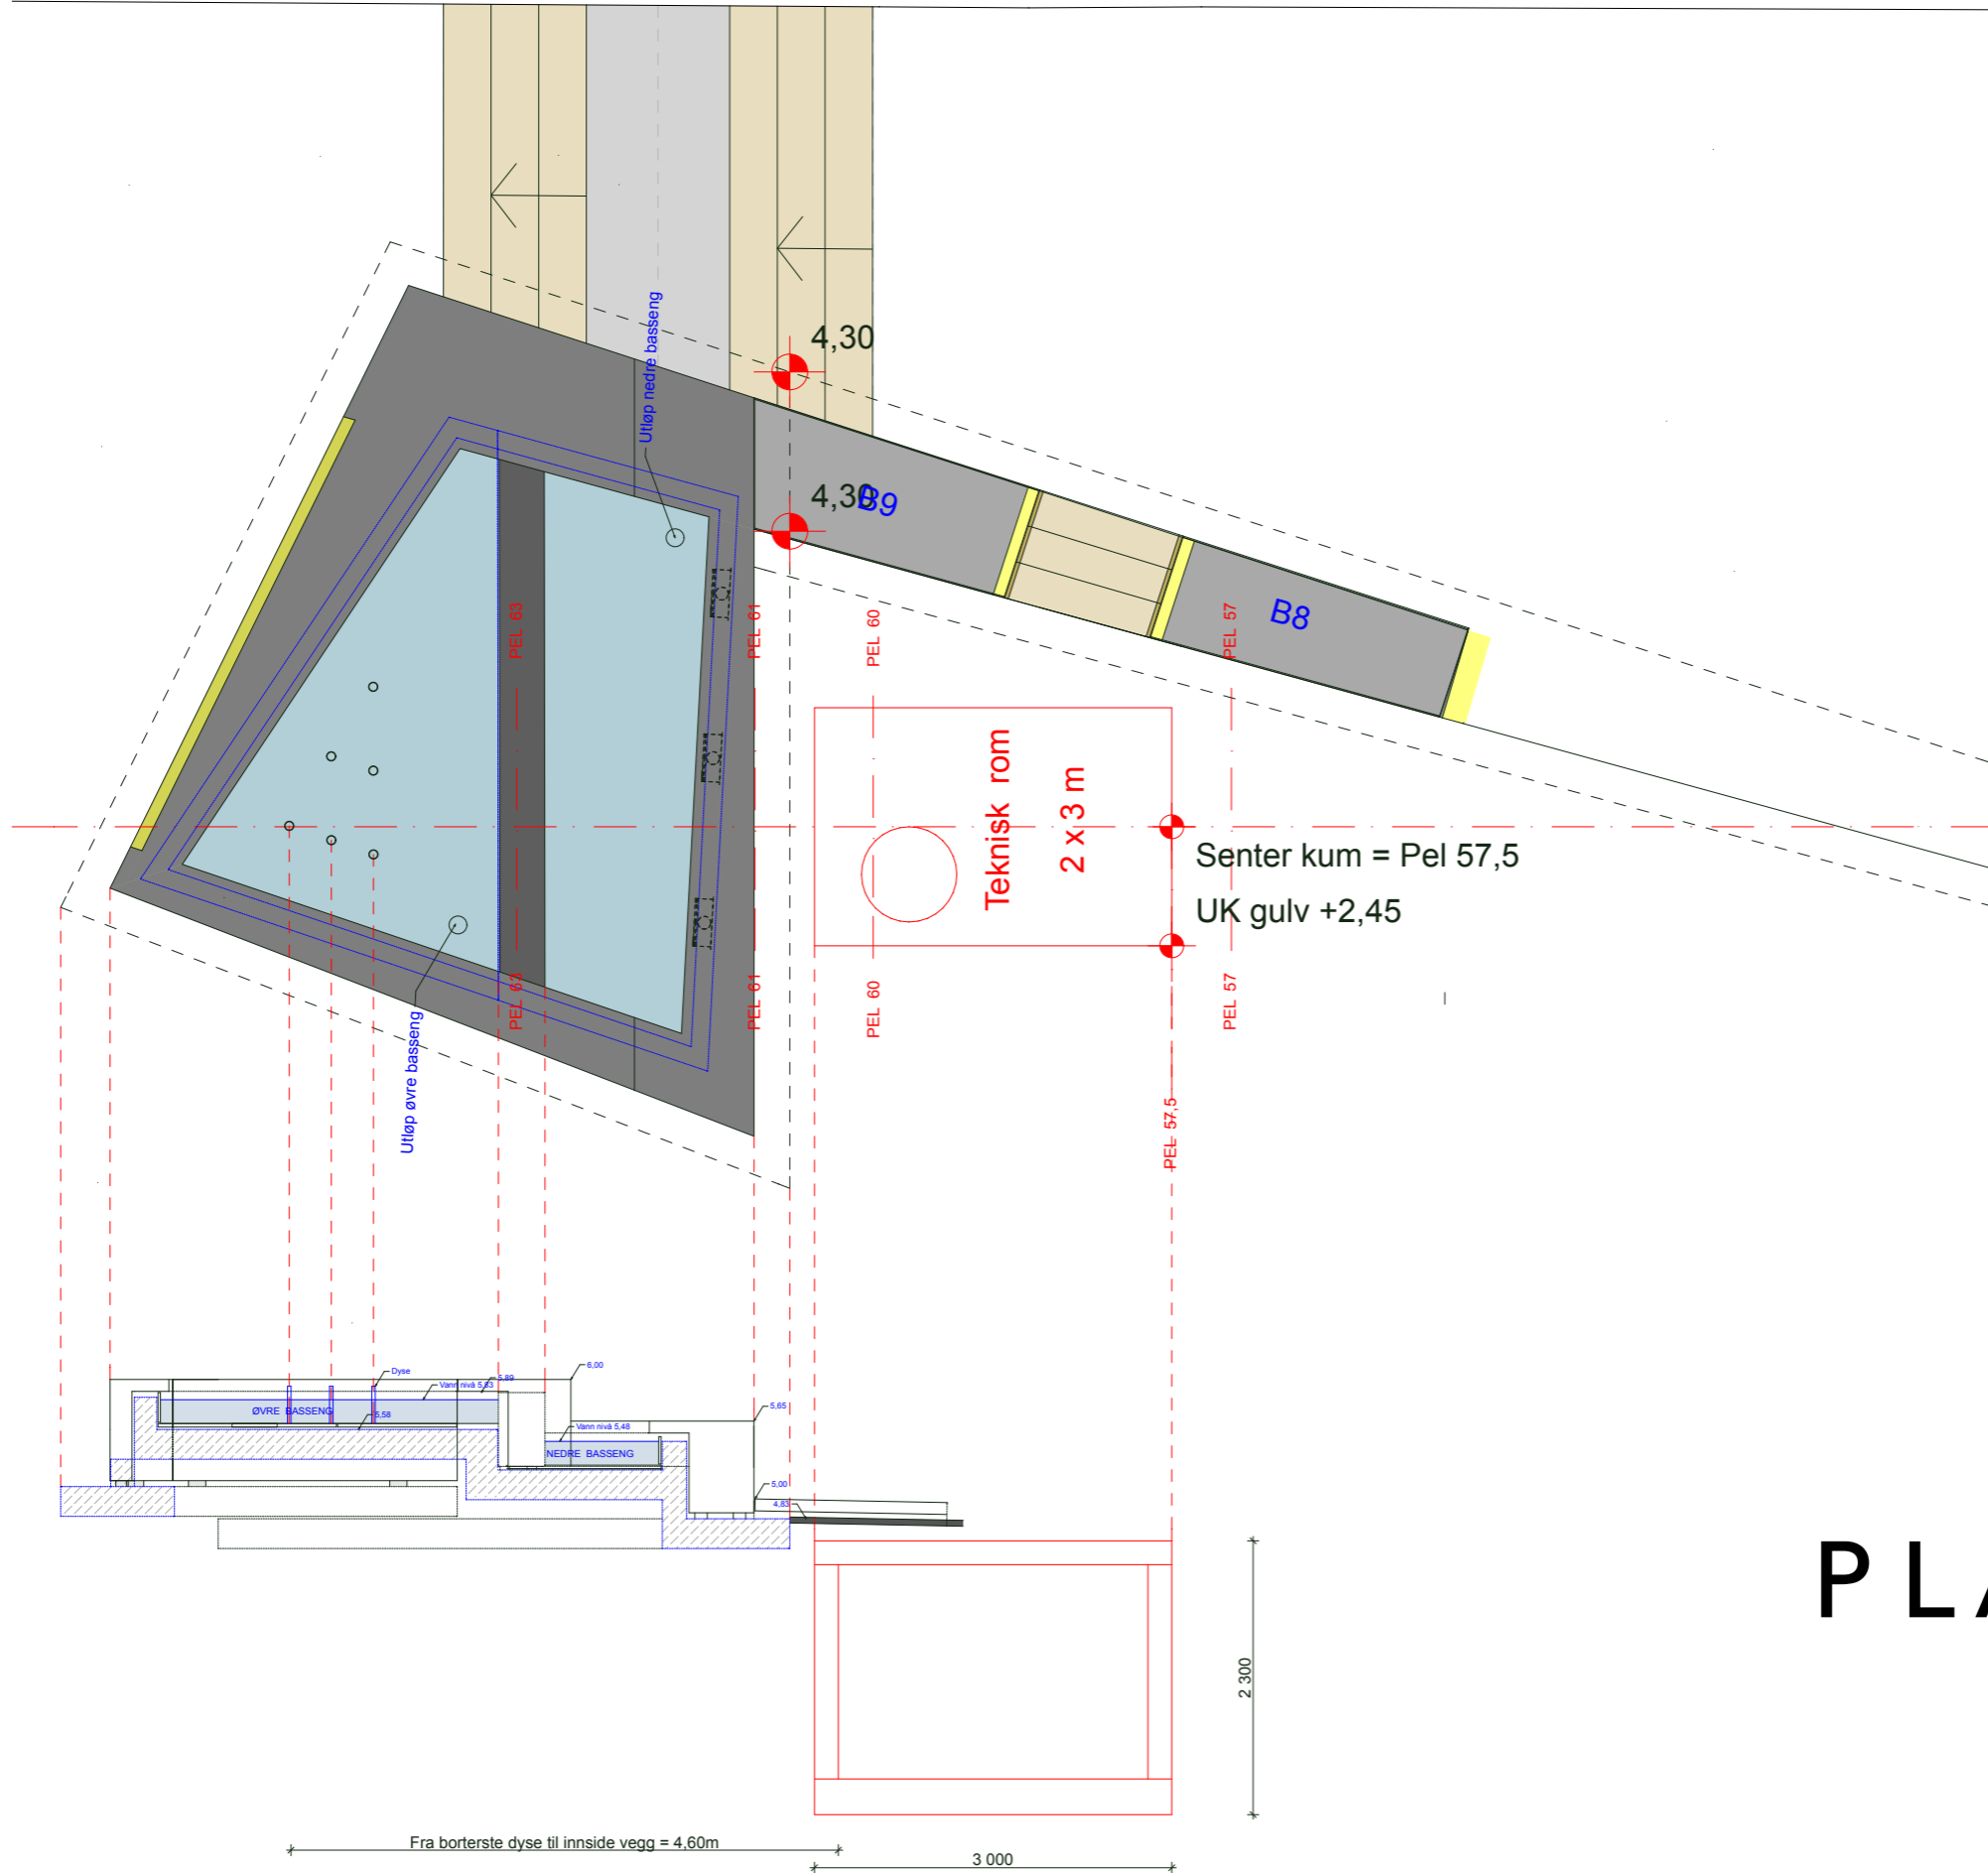 4,30
Utløp nedre basseng
4,30
B9
B8
PEL 63
PEL 61
PEL 60
PEL 57
Teknisk rom
2 x 3 m
Senter kum = Pel 57,5
UK gulv +2,45
PEL 63
PEL 61
PEL 60
PEL 57
Utløp øvre basseng
PEL 57,5
6,00
Dyse
5,89
Vann nivå 5,83
ØVRE BASSENG
5,58
5,65
Vann nivå 5,48
NEDRE BASSENG
5,00
4,83
PLA
2 300
Fra borterste dyse til innside vegg = 4,60m
3 000